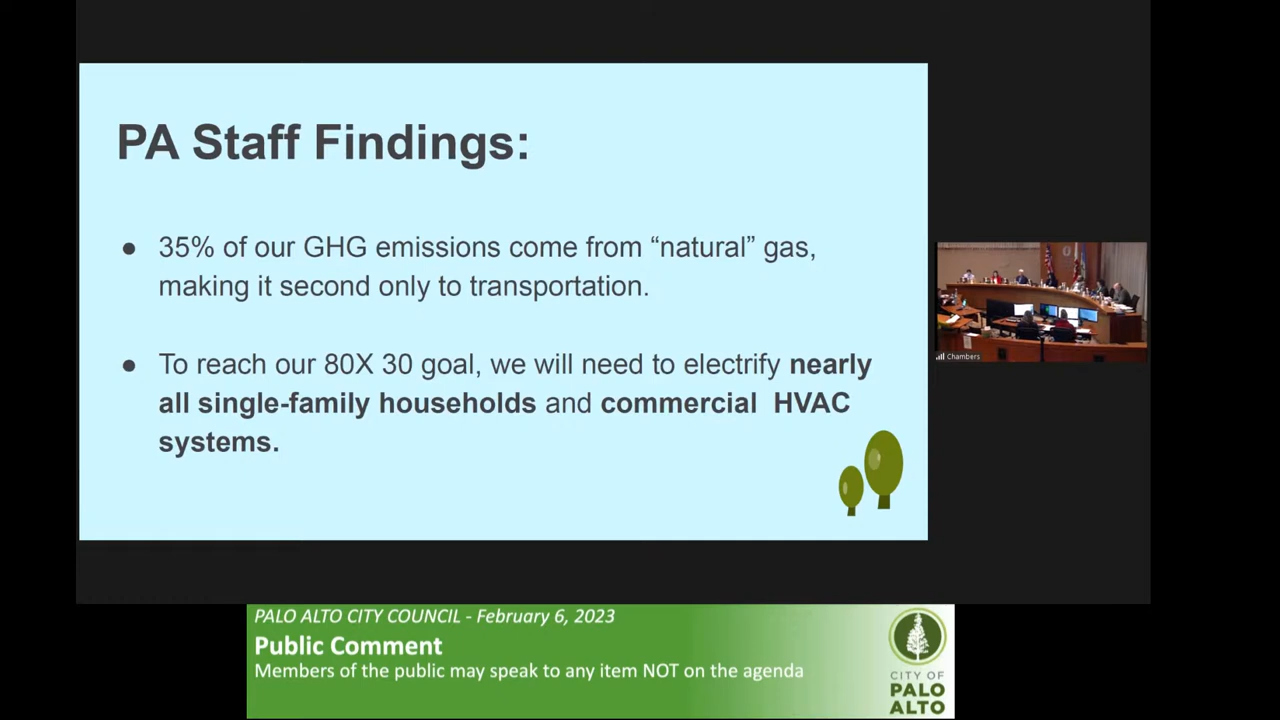 PA Staff Findings:
● 35% of our GHG emissions come from “natural” gas,
making it second only to transportation.
● To reach our 80X 30 goal, we will need to electrify nearly
all single-family households and commercial HVAC
systems.
Chambers
PALO ALTO CITY COUNCIL - February 6, 2023
Public Comment
Members of the public may speak to any item NOT on the agenda
CITY OF
PALO
ALTO